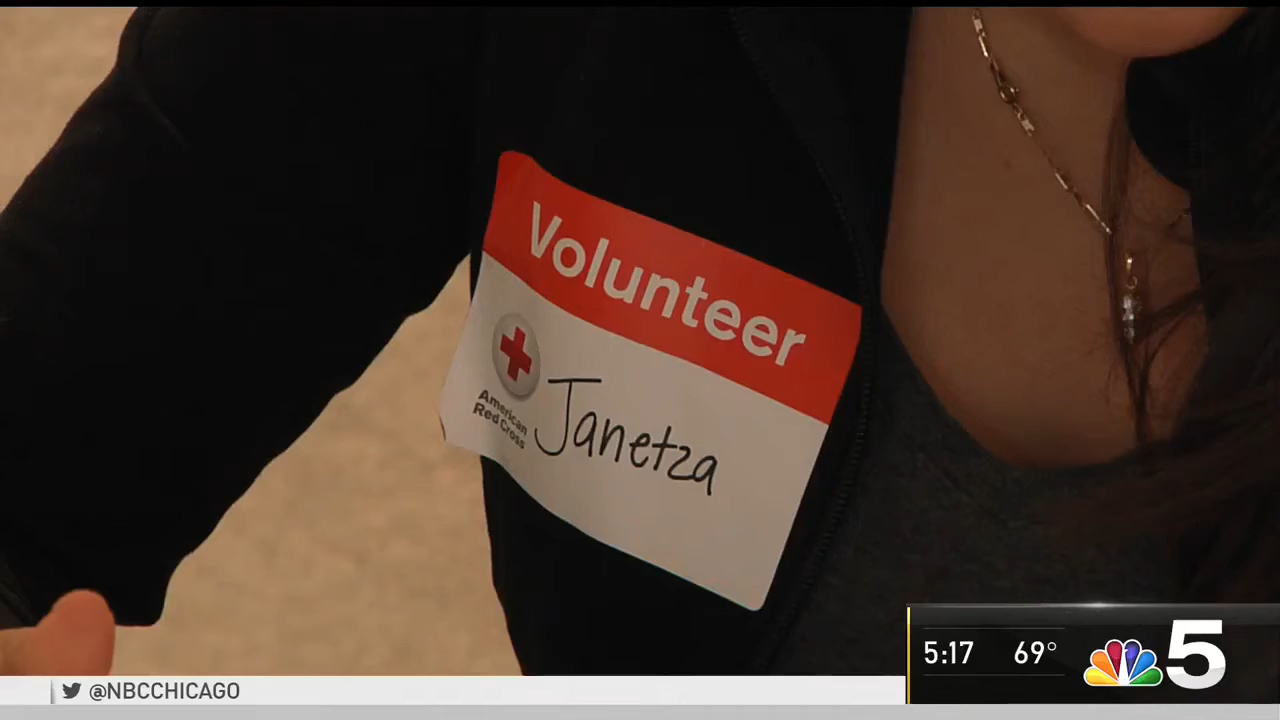 Volunteer
American
Red Cross
Janetza
5:17 69° 5
@NBCCHICAGO